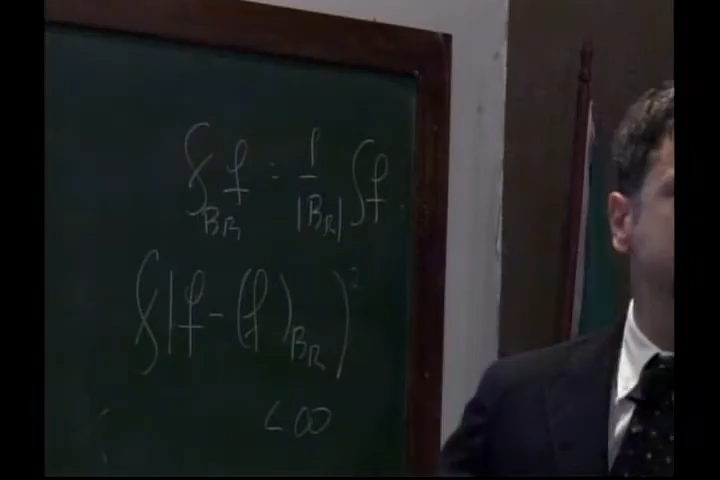 ⨍_{B_R} f = 1/|B_R| ∫ f .
⨍ |f - (f)_{B_R}|²
< ∞